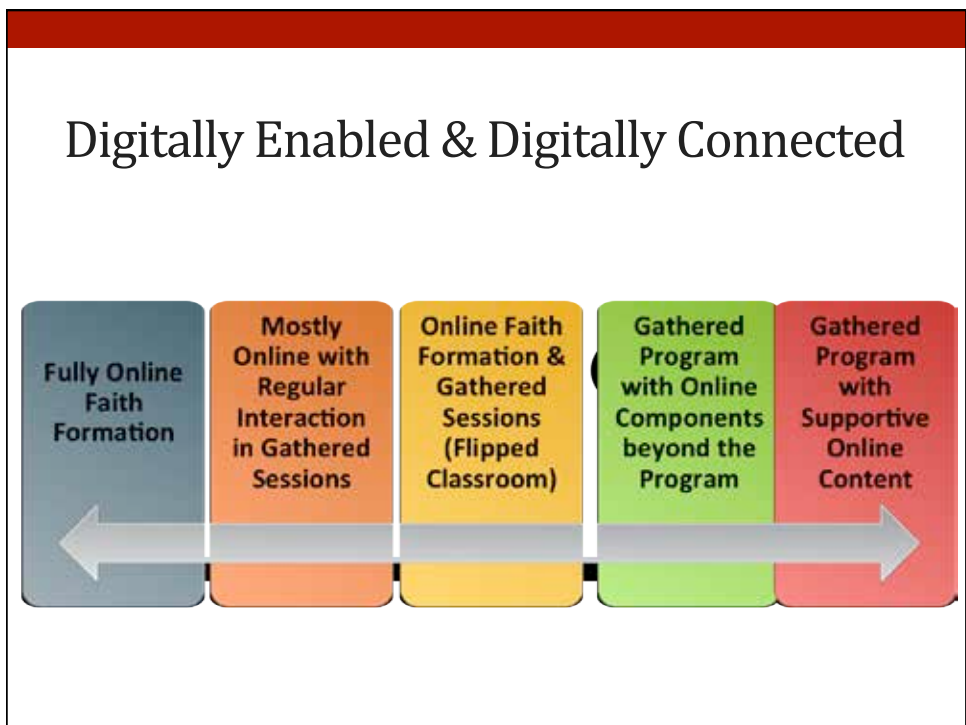 Digitally Enabled & Digitally Connected
Fully Online
Faith
Formation
Mostly
Online with
Regular
Interaction
in Gathered
Sessions
Online Faith
Formation &
Gathered
Sessions
(Flipped
Classroom)
Gathered
Program
with Online
Components
beyond the
Program
Gathered
Program
with
Supportive
Online
Content